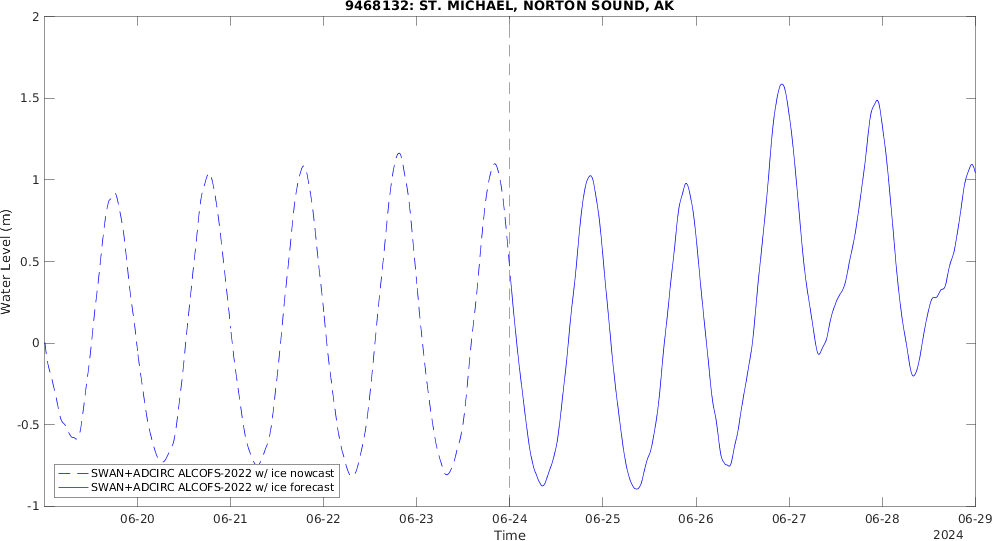 9468132: ST. MICHAEL, NORTON SOUND, AK
2
1.5
1
0.5
0
-0.5
-1
Water Level (m)
SWAN+ADCIRC ALCOFS-2022 w/ ice nowcast
SWAN+ADCIRC ALCOFS-2022 w/ ice forecast
06-20 06-21 06-22 06-23 06-24 06-25 06-26 06-27 06-28 06-29
Time
2024